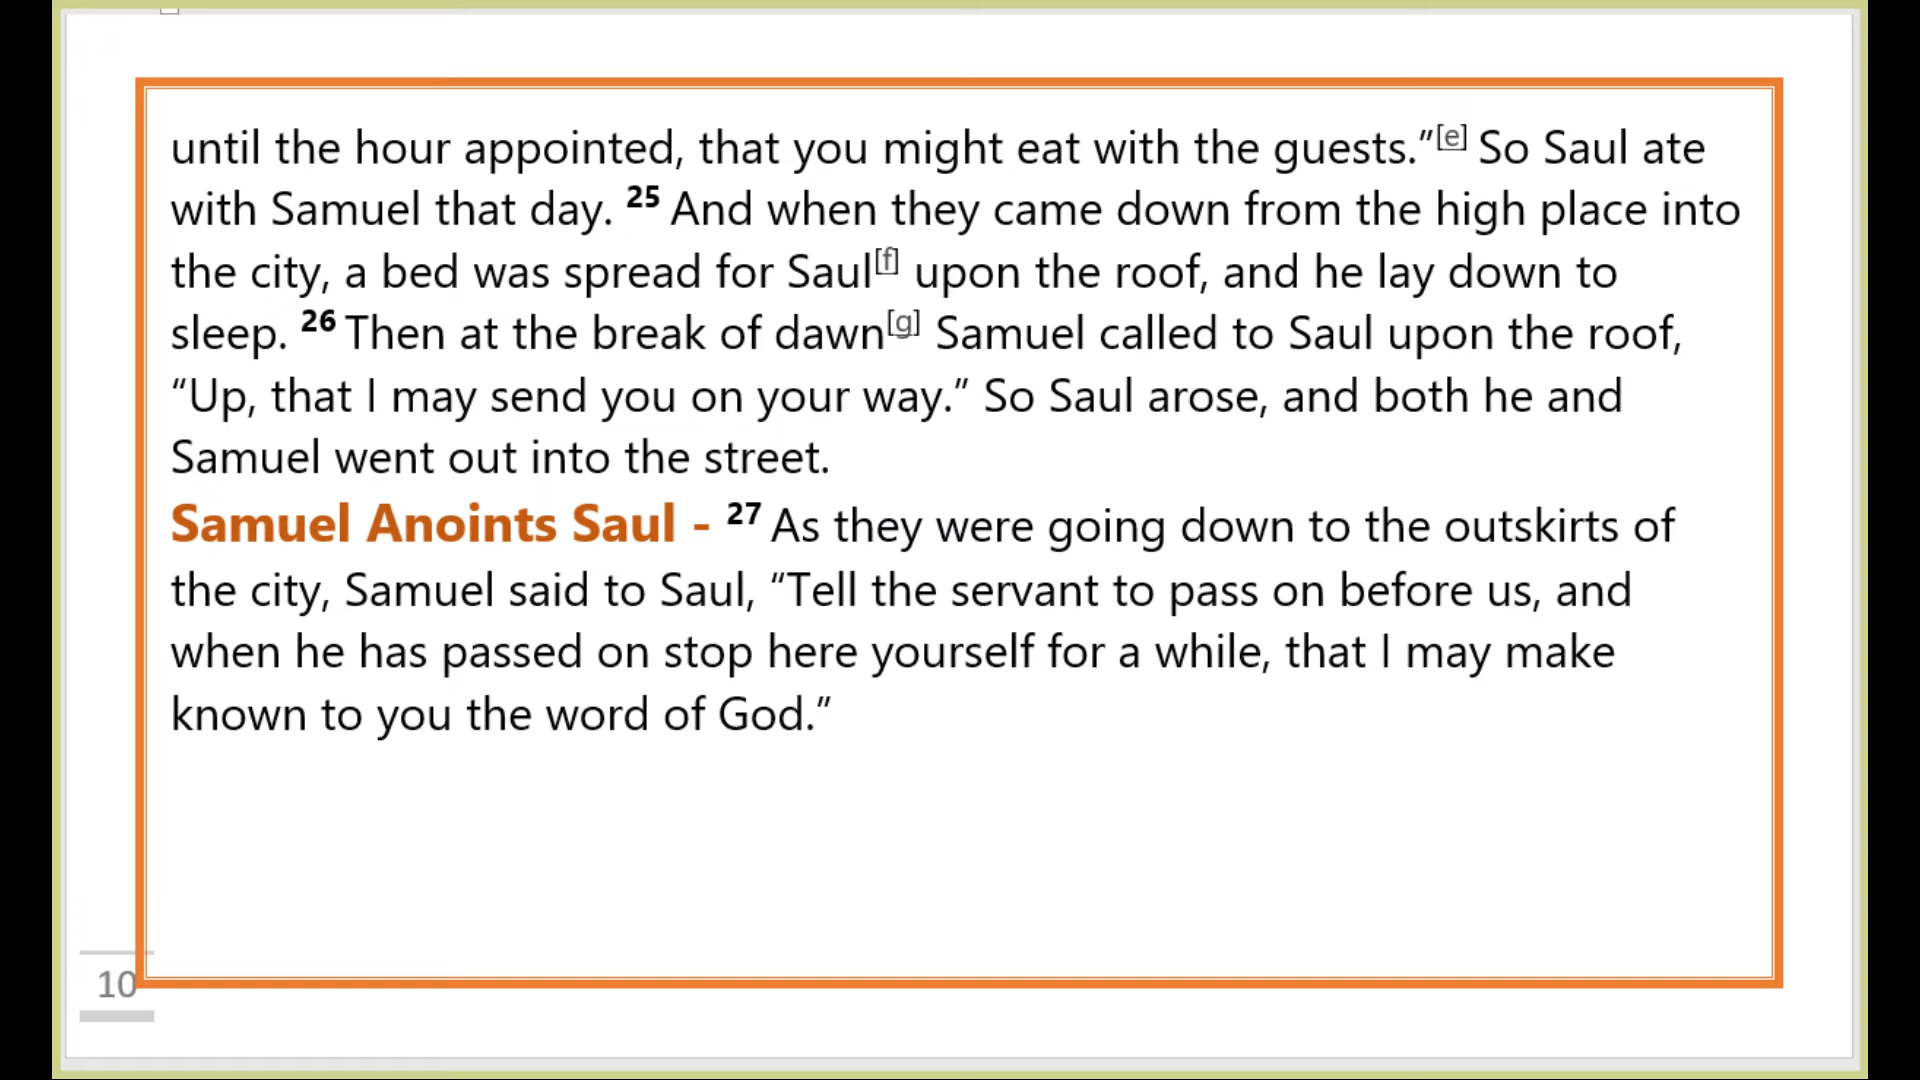 until the hour appointed, that you might eat with the guests.”[e] So Saul ate
with Samuel that day. 25 And when they came down from the high place into
the city, a bed was spread for Saul[f] upon the roof, and he lay down to
sleep. 26 Then at the break of dawn[g] Samuel called to Saul upon the roof,
“Up, that I may send you on your way.” So Saul arose, and both he and
Samuel went out into the street.
Samuel Anoints Saul - 27 As they were going down to the outskirts of
the city, Samuel said to Saul, “Tell the servant to pass on before us, and
when he has passed on stop here yourself for a while, that I may make
known to you the word of God.”
10